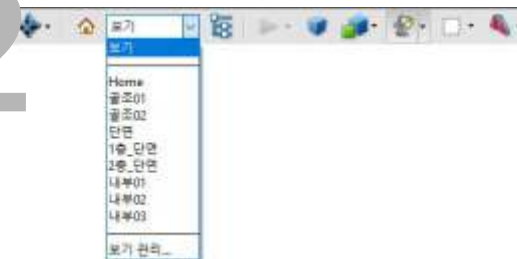 보기
보기
Home
골조01
골조02
단면
1층_단면
2층_단면
내부01
내부02
내부03
보기 관리...